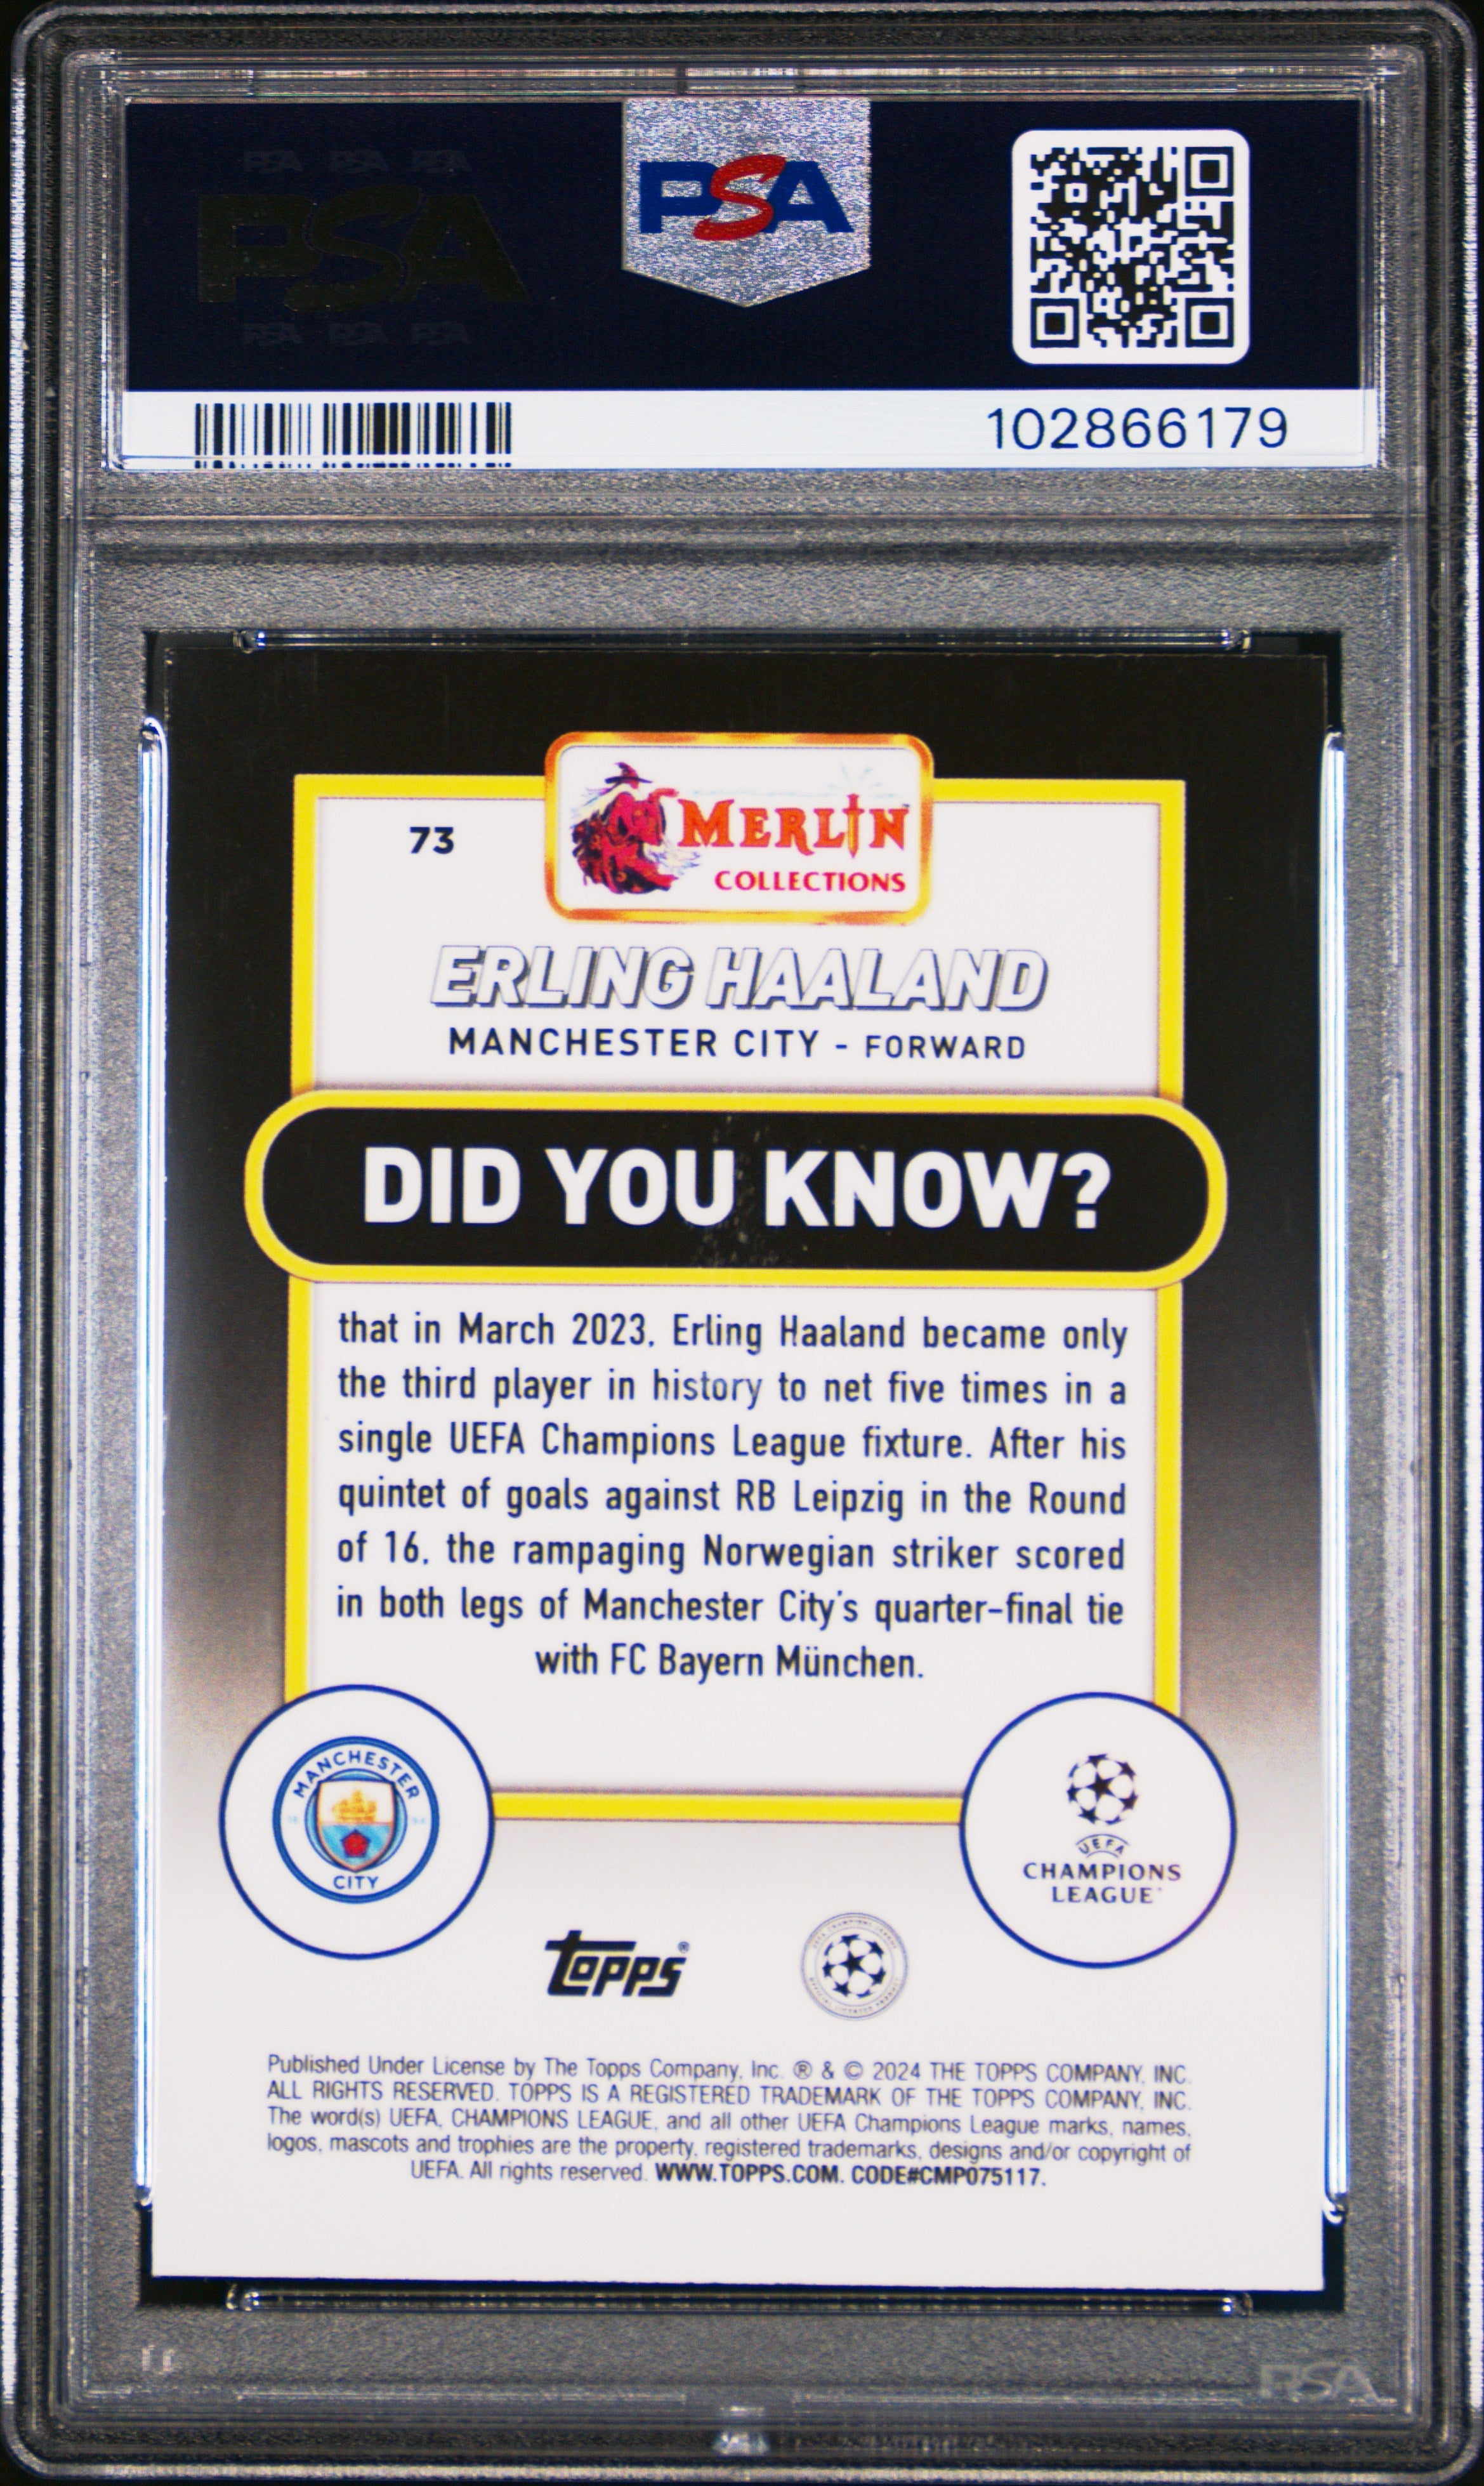 PSA PSA PSA
PSA
PSA PSA PSA
PSA
102866179
73
MERLIN
COLLECTIONS
ERLING HAALAND
MANCHESTER CITY - FORWARD
DID YOU KNOW?
that in March 2023, Erling Haaland became only
the third player in history to net five times in a
single UEFA Champions League fixture. After his
quintet of goals against RB Leipzig in the Round
of 16, the rampaging Norwegian striker scored
in both legs of Manchester City's quarter-final tie
with FC Bayern München.
MANCHESTER
CITY
UEFA
CHAMPIONS
LEAGUE
Topps®
Published Under License by The Topps Company, Inc. ® & © 2024 THE TOPPS COMPANY, INC.
ALL RIGHTS RESERVED. TOPPS IS A REGISTERED TRADEMARK OF THE TOPPS COMPANY, INC.
The word(s) UEFA, CHAMPIONS LEAGUE, and all other UEFA Champions League marks, names,
logos, mascots and trophies are the property, registered trademarks, designs and/or copyright of
UEFA. All rights reserved. WWW.TOPPS.COM. CODE#CMP075117.
PSA